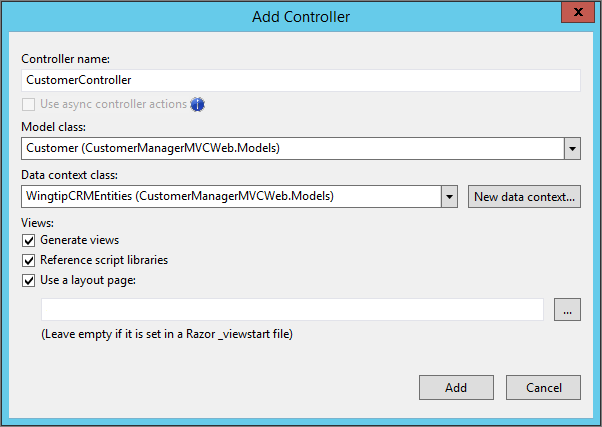 Add Controller
x
Controller name:
CustomerController
Use async controller actions i
Model class:
Customer (CustomerManagerMVCWeb.Models)
Data context class:
WingtipCRMEntities (CustomerManagerMVCWeb.Models)
New data context...
Views:
Generate views
Reference script libraries
Use a layout page:
...
(Leave empty if it is set in a Razor _viewstart file)
Add
Cancel